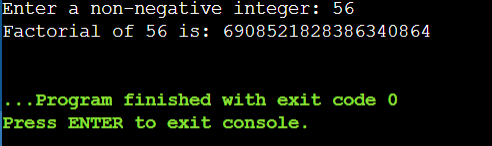 Enter a non-negative integer: 56
Factorial of 56 is: 6908521828386340864
...Program finished with exit code 0
Press ENTER to exit console.